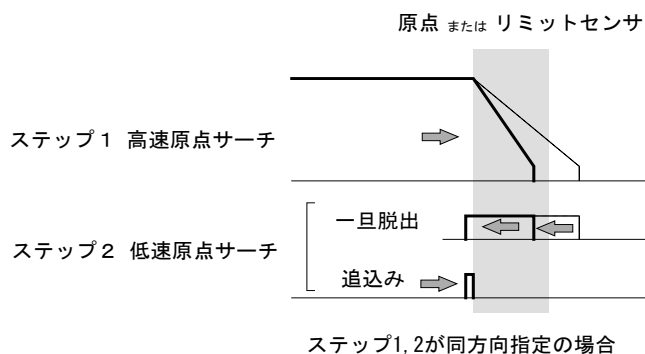 原点 または リミットセンサ
ステップ１ 高速原点サーチ
一旦脱出
ステップ２ 低速原点サーチ
追込み
ステップ1,2が同方向指定の場合